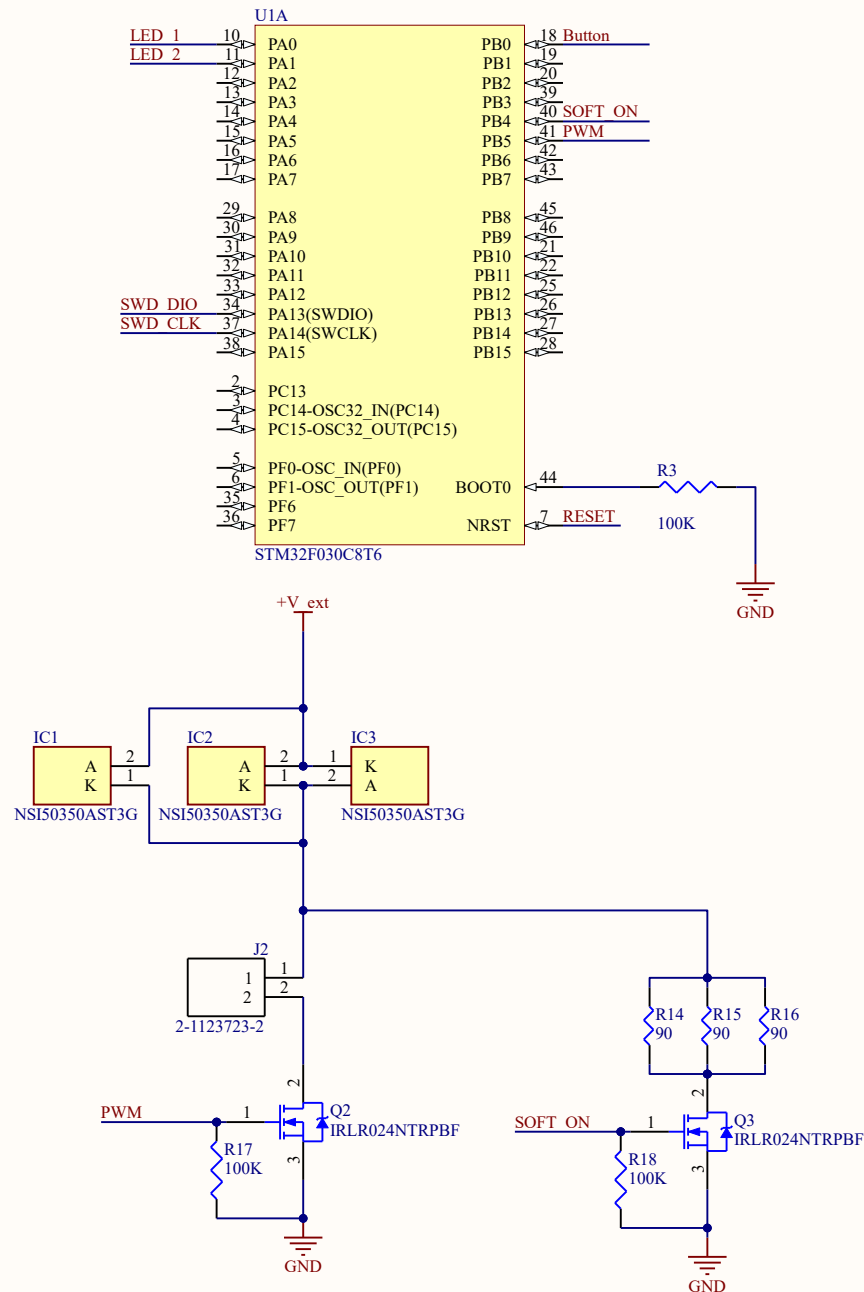 U1A
LED_1 10 PA0 PB0 18 Button
LED_2 11 PA1 PB1 19
12 PA2 PB2 20
13 PA3 PB3 39
14 PA4 PB4 40 SOFT_ON
15 PA5 PB5 41 PWM
16 PA6 PB6 42
17 PA7 PB7 43
29 PA8 PB8 45
30 PA9 PB9 46
31 PA10 PB10 21
32 PA11 PB11 22
33 PA12 PB12 25
SWD_DIO 34 PA13(SWDIO) PB13 26
SWD_CLK 37 PA14(SWCLK) PB14 27
38 PA15 PB15 28
2 PC13
3 PC14-OSC32_IN(PC14)
4 PC15-OSC32_OUT(PC15)
5 PF0-OSC_IN(PF0)
6 PF1-OSC_OUT(PF1) BOOT0 44
35 PF6
36 PF7 NRST 7 RESET
STM32F030C8T6
R3
100K
GND
+V_ext
IC1 IC2 IC3
A 2 A 2 1 K
K 1 K 1 2 A
NSI50350AST3G NSI50350AST3G NSI50350AST3G
J2
1 1
2 2
2-1123723-2
R14 R15 R16
90 90 90
PWM 1 2 Q2
IRLR024NTRPBF
3
R17
100K
GND
SOFT_ON 1 2 Q3
IRLR024NTRPBF
3
R18
100K
GND